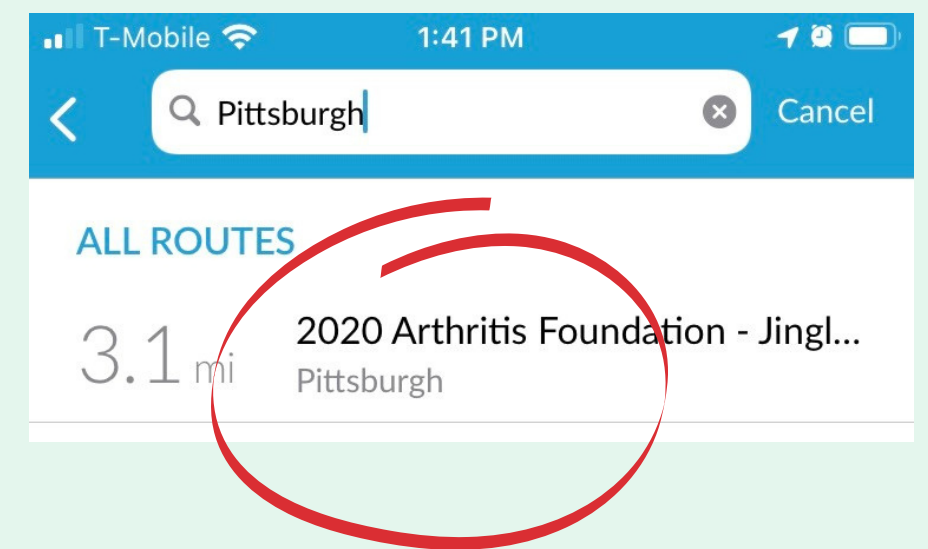 T-Mobile 1:41 PM
Pittsburgh Cancel
ALL ROUTES
3.1 mi 2020 Arthritis Foundation - Jingl...
Pittsburgh